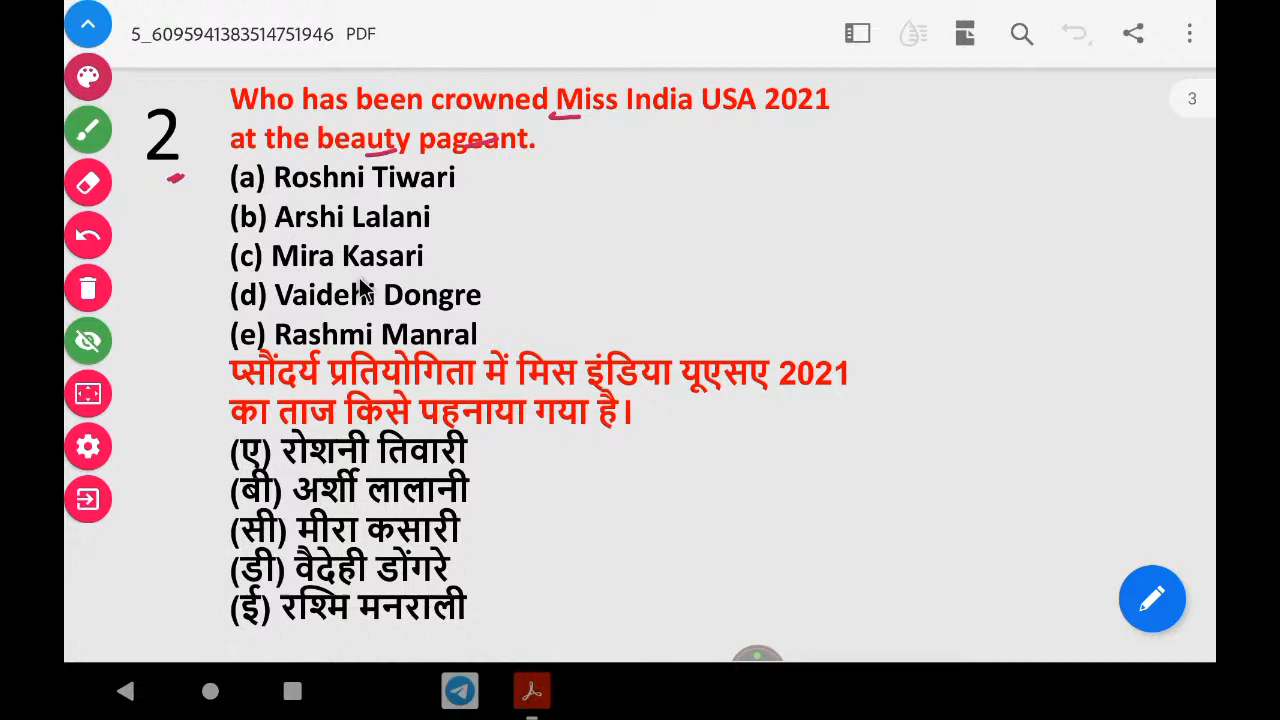 5_6095941383514751946 PDF
3
2
Who has been crowned Miss India USA 2021
at the beauty pageant.
(a) Roshni Tiwari
(b) Arshi Lalani
(c) Mira Kasari
(d) Vaidehi Dongre
(e) Rashmi Manral
प्सौंदर्य प्रतियोगिता में मिस इंडिया यूएसए 2021
का ताज किसे पहनाया गया है।
(ए) रोशनी तिवारी
(बी) अर्शी लालानी
(सी) मीरा कसारी
(डी) वैदेही डोंगरे
(ई) रश्मि मनराली